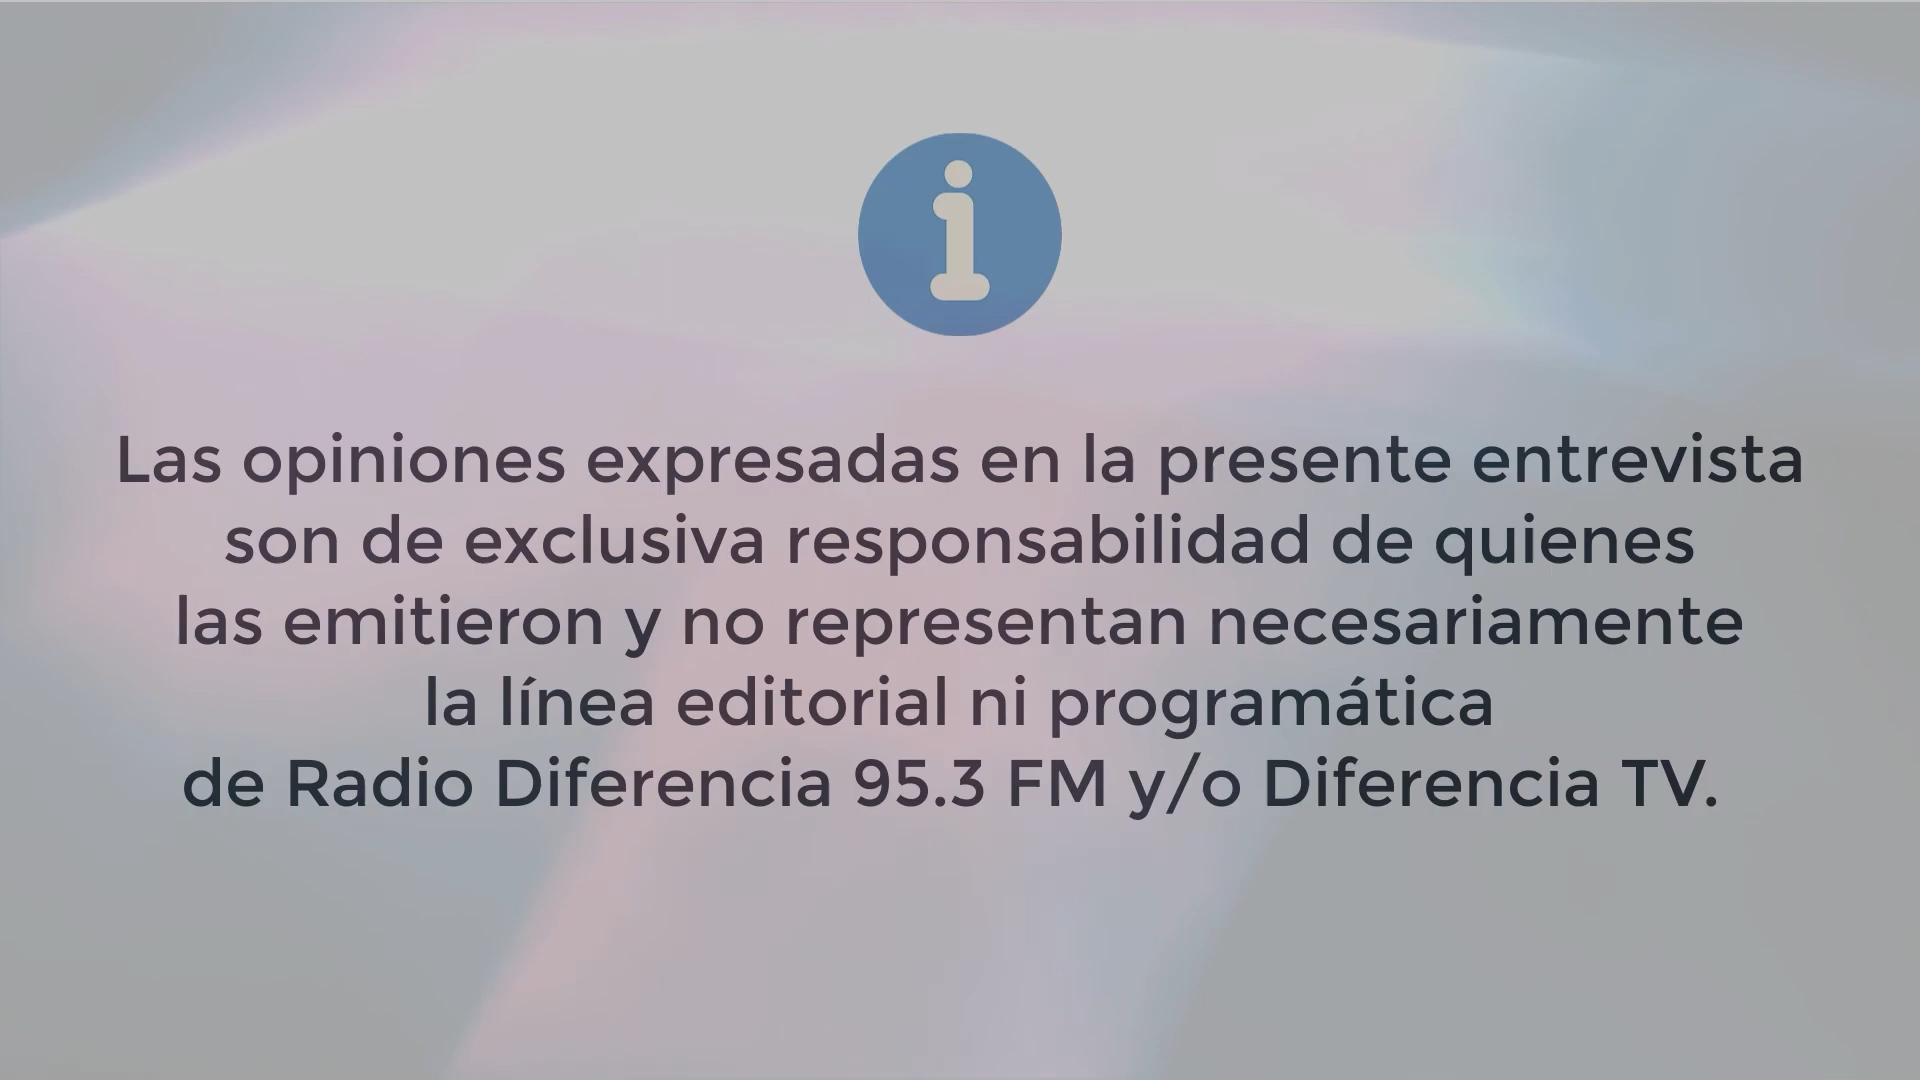 Las opiniones expresadas en la presente entrevista
son de exclusiva responsabilidad de quienes
las emitieron y no representan necesariamente
la línea editorial ni programática
de Radio Diferencia 95.3 FM y/o Diferencia TV.